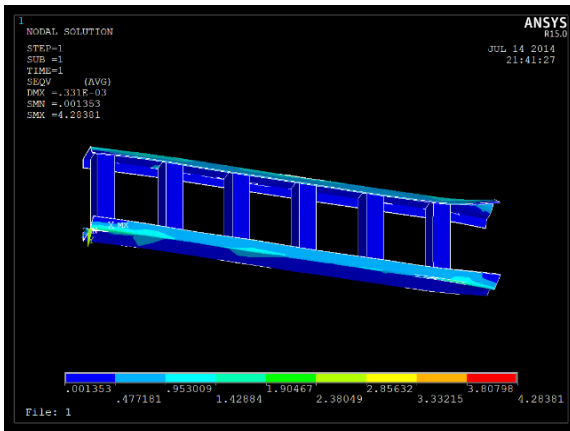 1
NODAL SOLUTION
STEP=1
SUB =1
TIME=1
SEQV (AVG)
DMX =.331E-03
SMN =.001353
SMX =4.28381
ANSYS
R15.0
JUL 14 2014
21:41:27
X MX
.001353 .953009 1.90467 2.85632 3.80798
.477181 1.42884 2.38049 3.33215 4.28381
File: 1